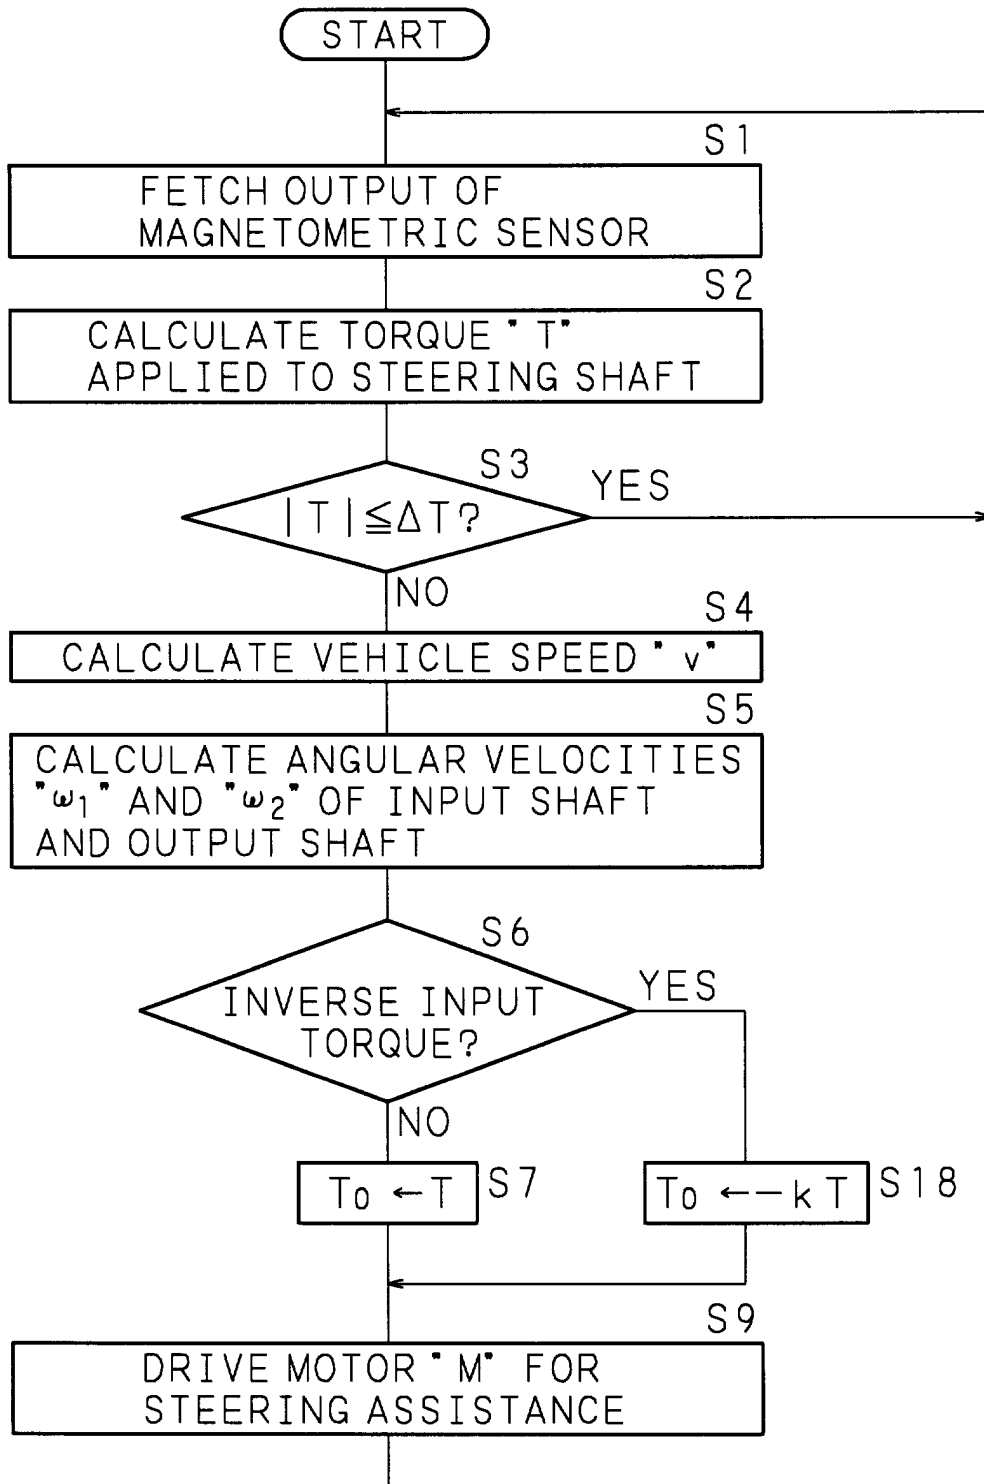 START
S1
FETCH OUTPUT OF
MAGNETOMETRIC SENSOR
S2
CALCULATE TORQUE "T"
APPLIED TO STEERING SHAFT
S3
YES
|T|≦ΔT?
NO
S4
CALCULATE VEHICLE SPEED "v"
S5
CALCULATE ANGULAR VELOCITIES
"ω1" AND "ω2" OF INPUT SHAFT
AND OUTPUT SHAFT
S6
YES
INVERSE INPUT
TORQUE?
NO
T0 ←T S7
T0 ←−kT S18
S9
DRIVE MOTOR "M" FOR
STEERING ASSISTANCE